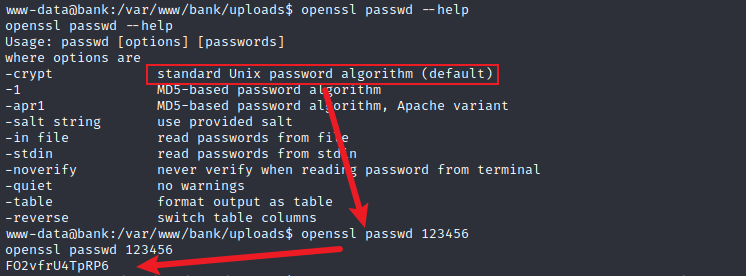 www-data@bank:/var/www/bank/uploads$ openssl passwd --help
openssl passwd --help
Usage: passwd [options] [passwords]
where options are
-crypt standard Unix password algorithm (default)
-1 MD5-based password algorithm
-apr1 MD5-based password algorithm, Apache variant
-salt string use provided salt
-in file read passwords from file
-stdin read passwords from stdin
-noverify never verify when reading password from terminal
-quiet no warnings
-table format output as table
-reverse switch table columns
www-data@bank:/var/www/bank/uploads$ openssl passwd 123456
openssl passwd 123456
FO2vfrU4TpRP6